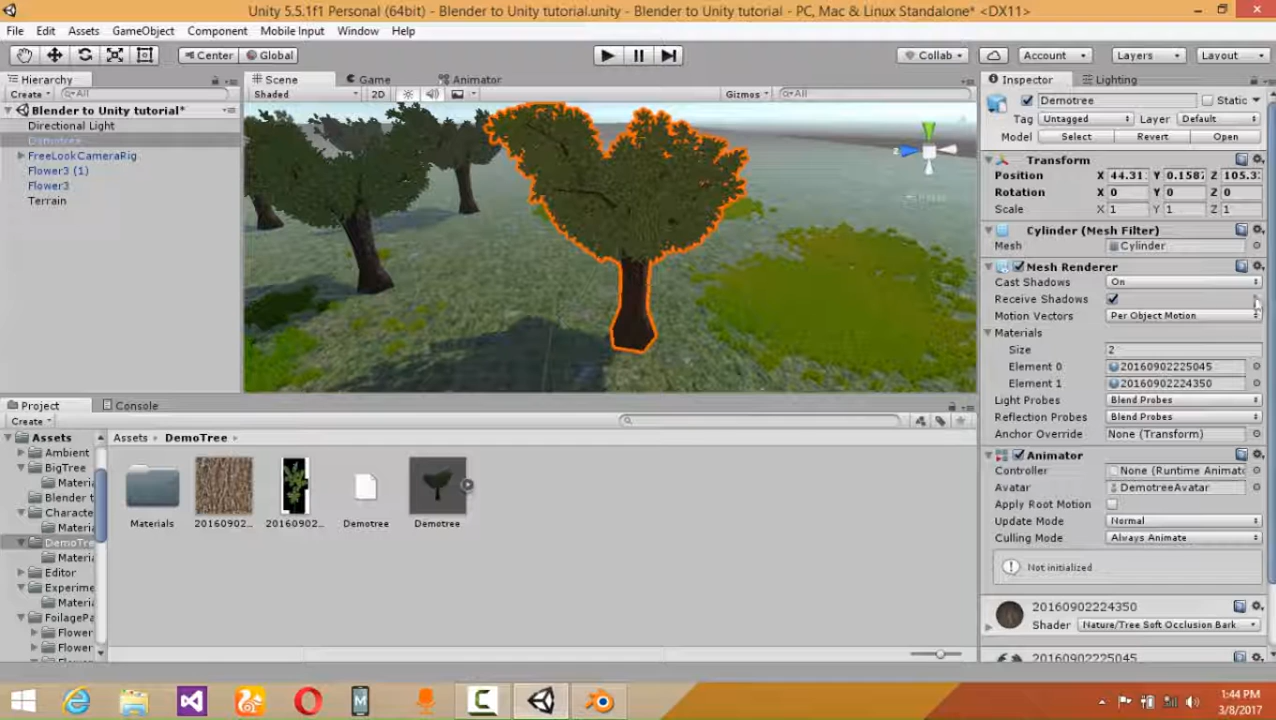 Unity 5.5.1f1 Personal (64bit) - Blender to Unity tutorial.unity - Blender to Unity tutorial - PC, Mac & Linux Standalone* <DX11>
File Edit Assets GameObject Component Mobile Input Window Help
Center Global Collab Account Layers Layout
Hierarchy
Create All
Blender to Unity tutorial*
Directional Light
Demotree
FreeLookCameraRig
Flower3 (1)
Flower3
Terrain
Scene Game Animator
Shaded 2D Gizmos All
Inspector Lighting
Demotree Static
Tag Untagged Layer Default
Model Select Revert Open
Transform
Position X 44.31 Y 0.1587 Z 105.3
Rotation X 0 Y 0 Z 0
Scale X 1 Y 1 Z 1
Cylinder (Mesh Filter)
Mesh Cylinder
Mesh Renderer
Cast Shadows On
Receive Shadows
Motion Vectors Per Object Motion
Materials
Size 2
Element 0 20160902225045
Element 1 20160902224350
Light Probes Blend Probes
Reflection Probes Blend Probes
Anchor Override None (Transform)
Animator
Controller None (Runtime Animato
Avatar DemotreeAvatar
Apply Root Motion
Update Mode Normal
Culling Mode Always Animate
Not initialized
20160902224350
Shader Nature/Tree Soft Occlusion Bark
20160902225045
Project Console
Create
Assets
Ambient
BigTree
Materi
Blender t
Characte
Materi
DemoTre
Materi
Editor
Experime
Materi
FoilagePa
Flower
Flower
Assets DemoTree
Materials 20160902... 20160902... Demotree Demotree
1:44 PM
3/8/2017